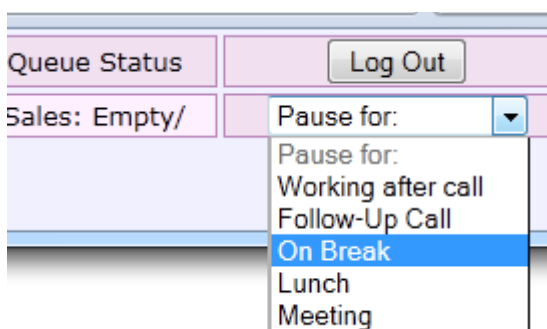 Queue Status
Log Out
Sales: Empty/
Pause for:
Pause for:
Working after call
Follow-Up Call
On Break
Lunch
Meeting